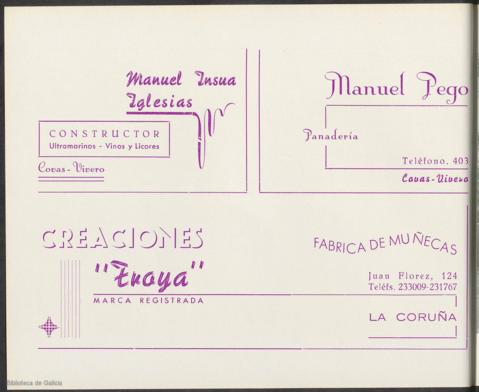 Manuel Insua
Iglesias
CONSTRUCTOR
Ultramarinos - Vinos y Licores
Covas - Vivero
Manuel Pego
Panadería
Teléfono. 403
Covas-Vivero
CREACIONES
"Troya"
MARCA REGISTRADA
FABRICA DE MUÑECAS
Juan Florez, 124
Teléfs. 233009-231767
LA CORUÑA
Biblioteca de Galicia